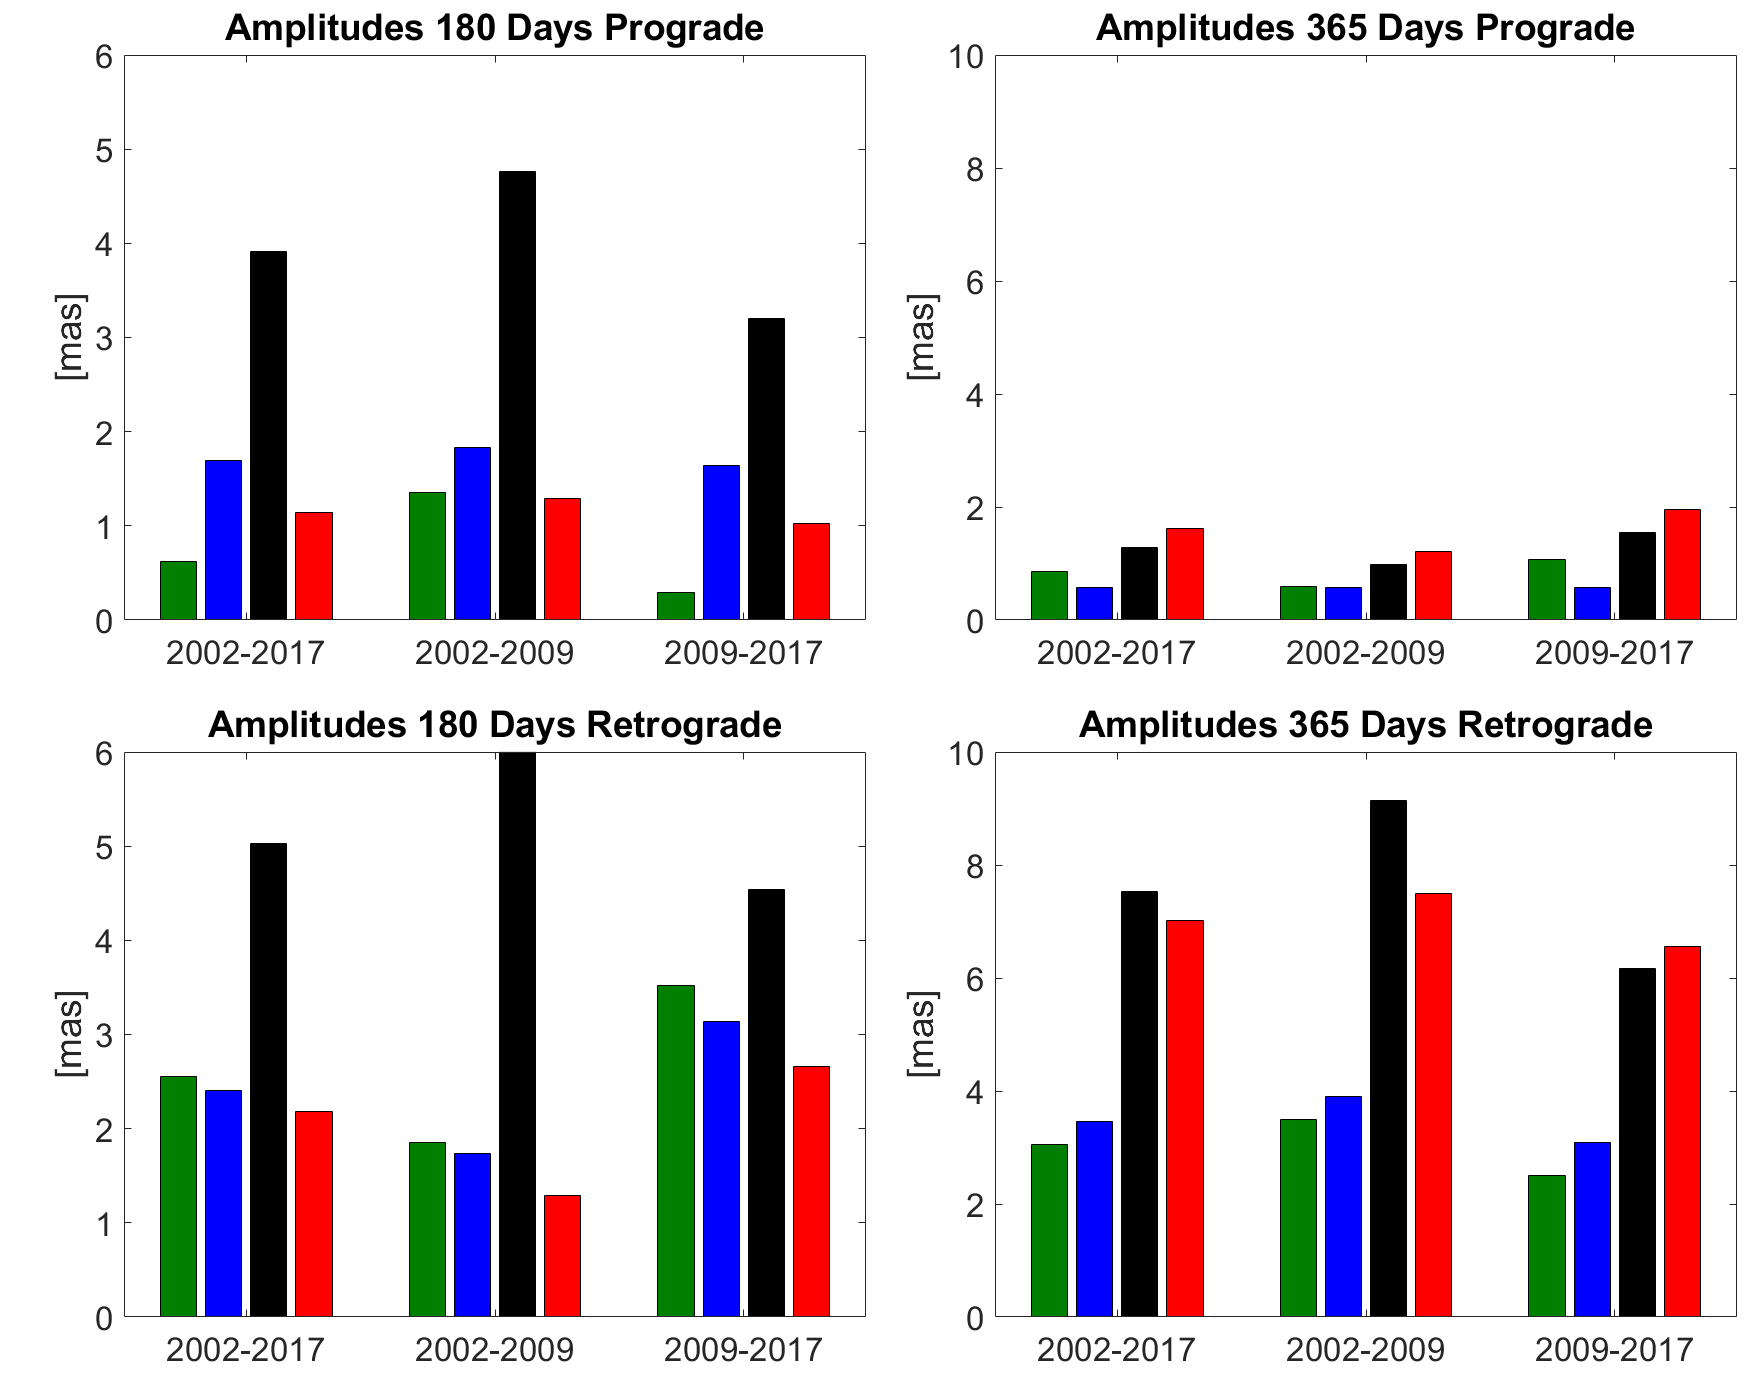 Amplitudes 180 Days Prograde
[mas]
6
5
4
3
2
1
0
2002-2017 2002-2009 2009-2017
Amplitudes 365 Days Prograde
[mas]
10
8
6
4
2
0
2002-2017 2002-2009 2009-2017
Amplitudes 180 Days Retrograde
[mas]
6
5
4
3
2
1
0
2002-2017 2002-2009 2009-2017
Amplitudes 365 Days Retrograde
[mas]
10
8
6
4
2
0
2002-2017 2002-2009 2009-2017